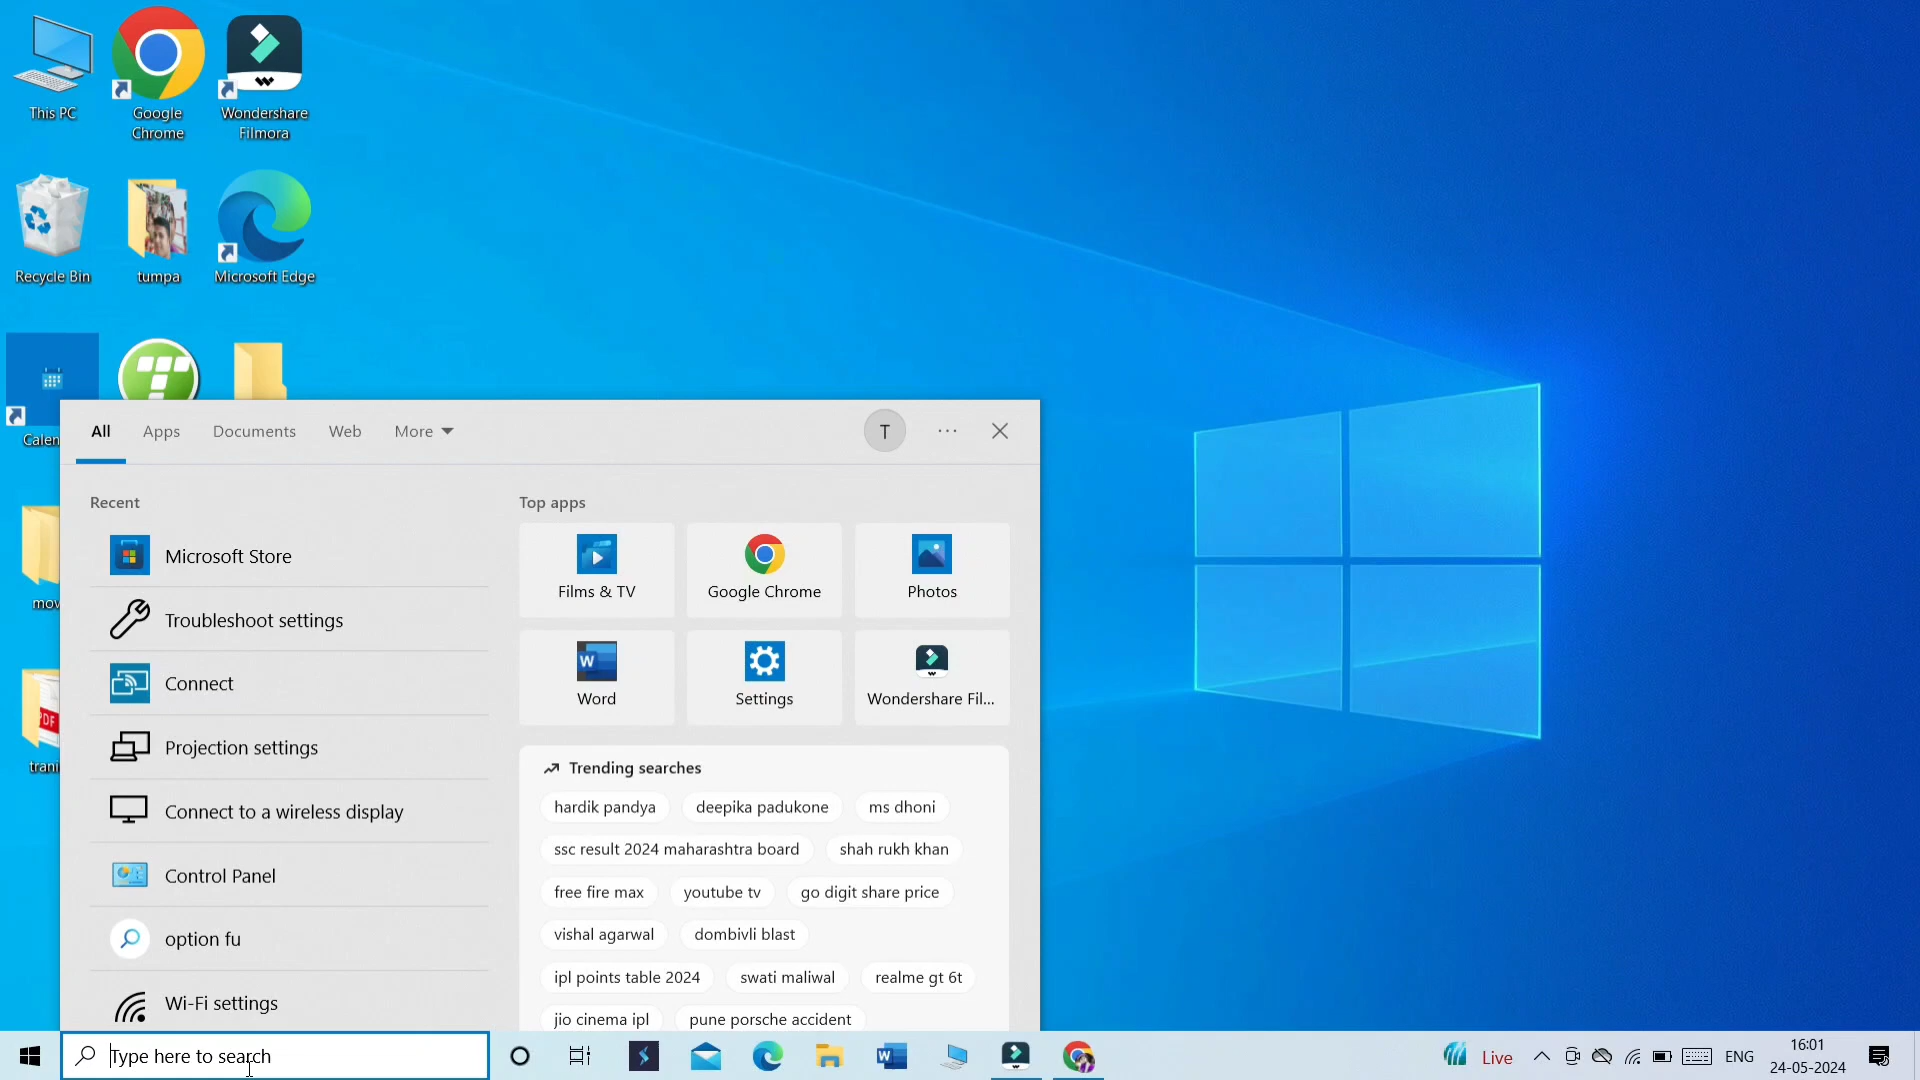 This PC
Google
Chrome
Wondershare
Filmora
Recycle Bin
tumpa
Microsoft Edge
Calen
mov
PDF
trani
All
Apps
Documents
Web
More
T
Recent
Microsoft Store
Troubleshoot settings
Connect
Projection settings
Connect to a wireless display
Control Panel
option fu
Wi-Fi settings
Top apps
Films & TV
Google Chrome
Photos
W
Word
Settings
Wondershare Fil...
Trending searches
hardik pandya
deepika padukone
ms dhoni
ssc result 2024 maharashtra board
shah rukh khan
free fire max
youtube tv
go digit share price
vishal agarwal
dombivli blast
ipl points table 2024
swati maliwal
realme gt 6t
jio cinema ipl
pune porsche accident
Type here to search
W
Live
ENG
16:01
24-05-2024